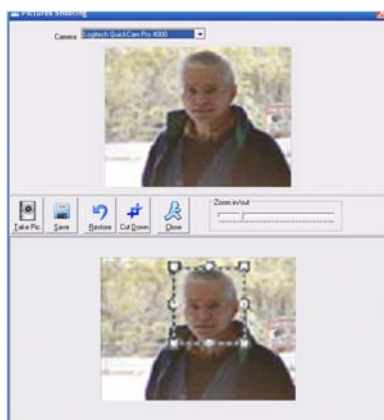 Pictures Shooting
Camera Logitech QuickCam Pro 4000
Zoom in/out
Take Pic. Save Restore Cut Down Close